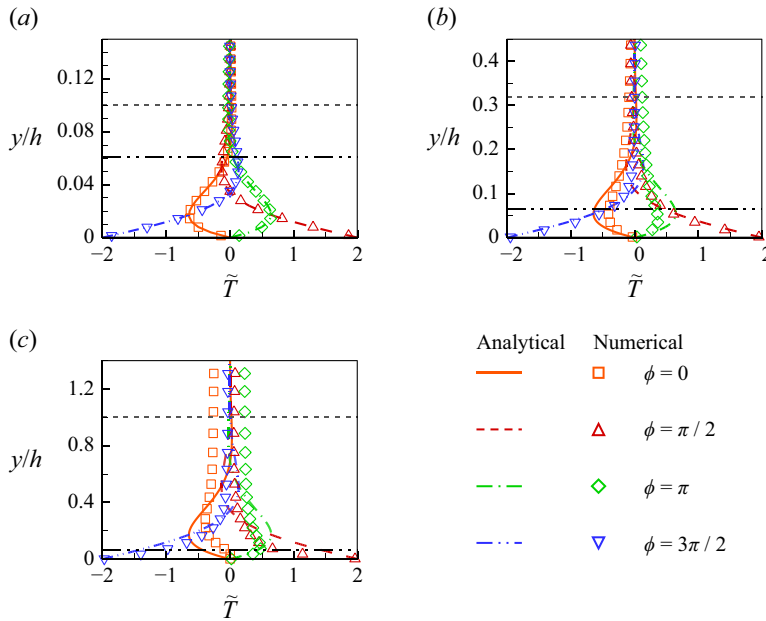 (a)
(b)
0.12
0.08
0.04
0
y/h
−2 −1 0 1 2
T̃
0.4
0.3
0.2
0.1
0
y/h
−2 −1 0 1 2
T̃
(c)
1.2
0.8
0.4
0
y/h
−2 −1 0 1 2
T̃
Analytical Numerical
ϕ = 0
ϕ = π / 2
ϕ = π
ϕ = 3π / 2